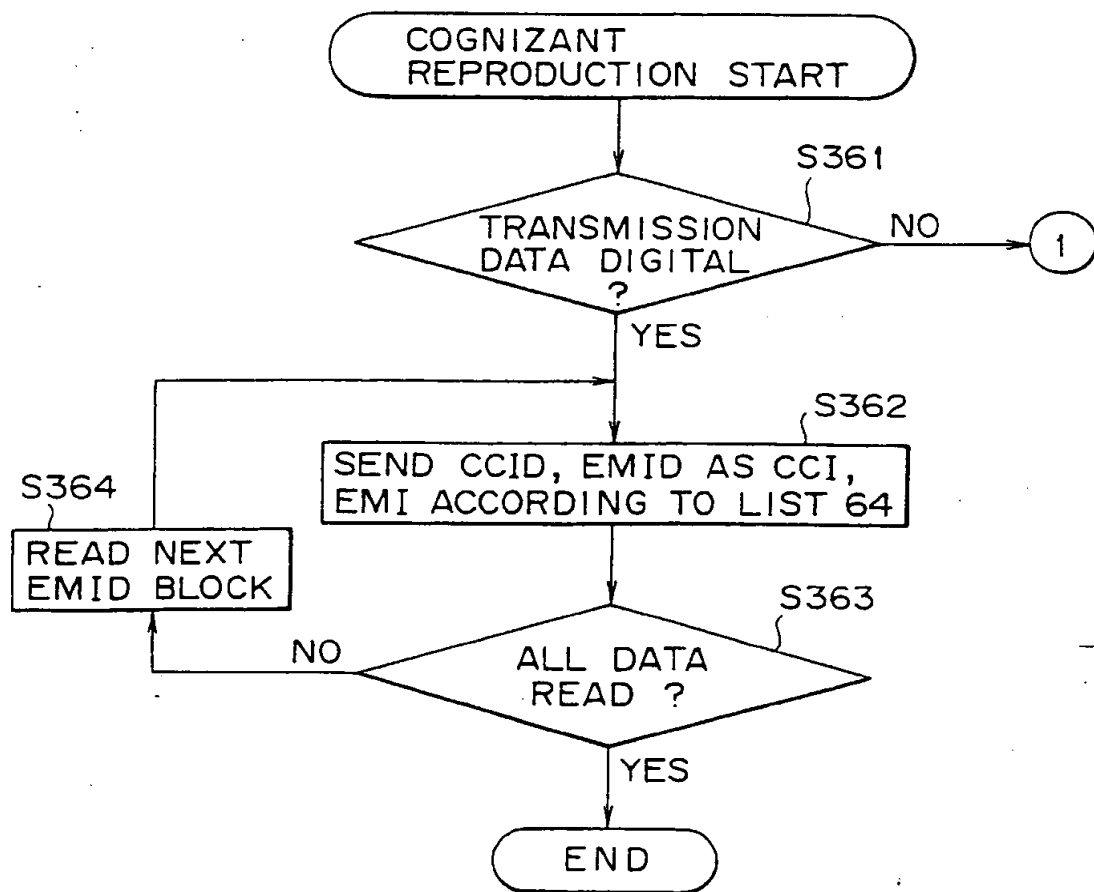 COGNIZANT
REPRODUCTION START
S361
TRANSMISSION
DATA DIGITAL
?
NO
1
YES
S362
SEND CCID, EMID AS CCI,
EMI ACCORDING TO LIST 64
S364
READ NEXT
EMID BLOCK
S363
ALL DATA
READ ?
NO
YES
END